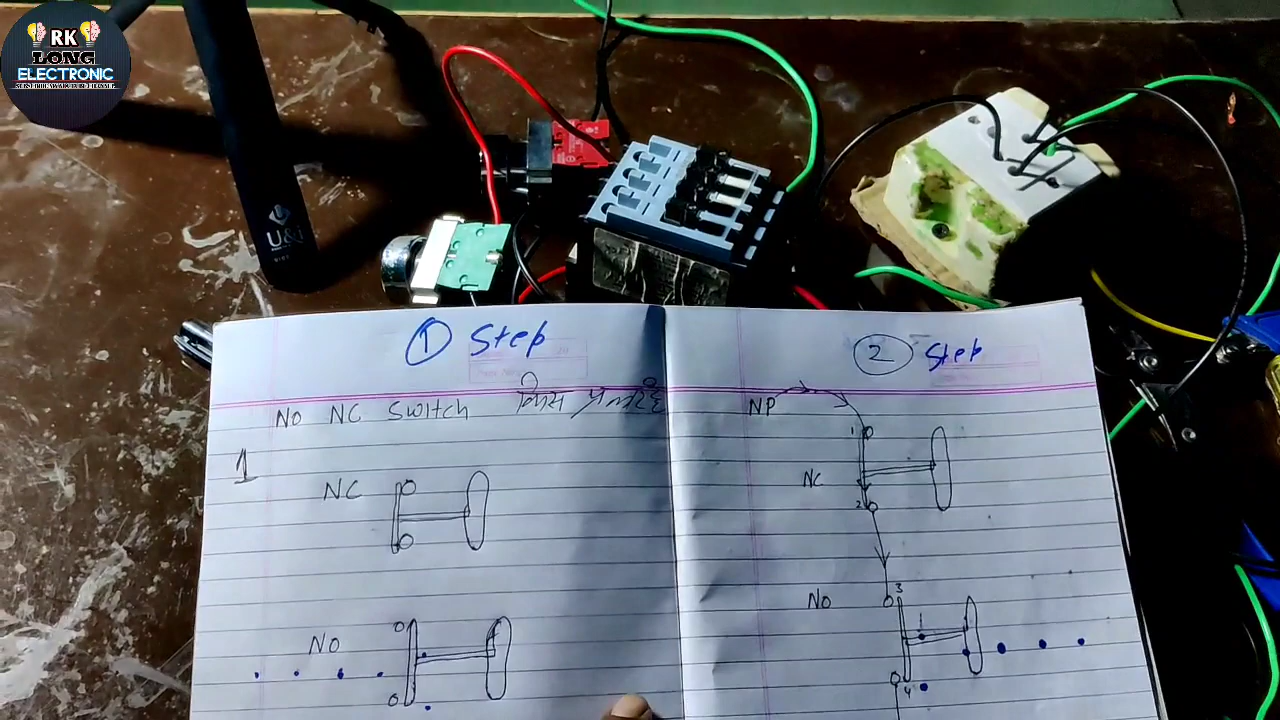 RK
LONG
ELECTRONIC
U&i
① Step
NO NC Switch
1
NC
NO
② Step
NP
1
NC
2
3
NO
4